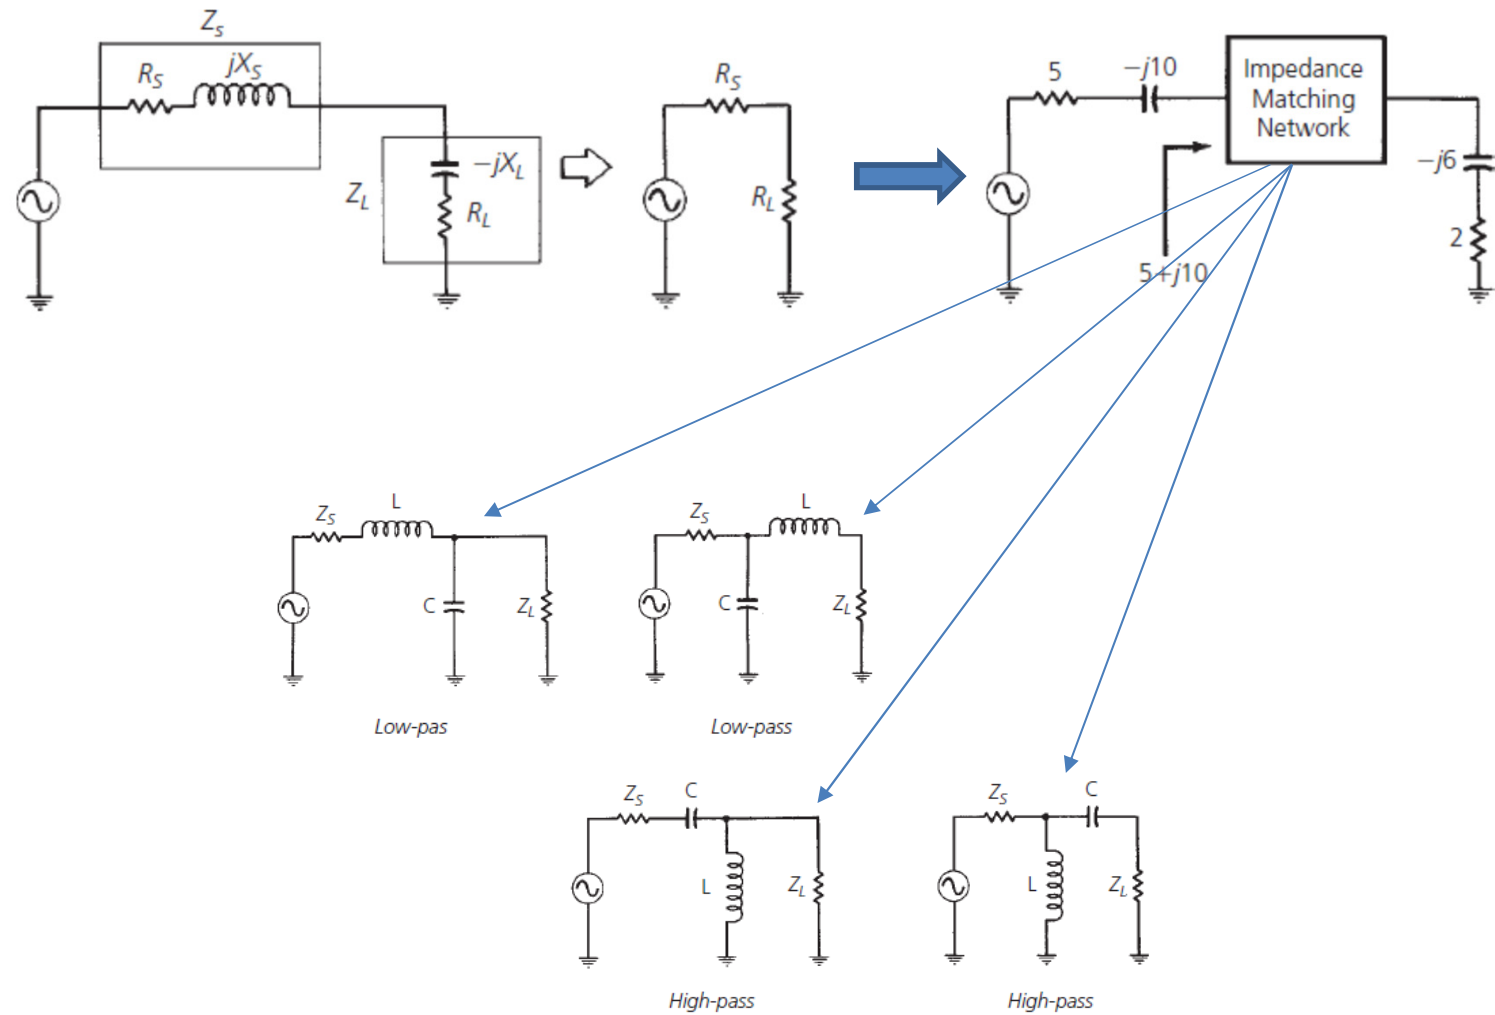 Z_S
R_S
jX_S
Z_L
−jX_L
R_L
R_S
R_L
5
−j10
Impedance
Matching
Network
−j6
2
5+j10
Z_S
L
C
Z_L
Low-pas
Z_S
L
C
Z_L
Low-pass
Z_S
C
L
Z_L
High-pass
Z_S
C
L
Z_L
High-pass